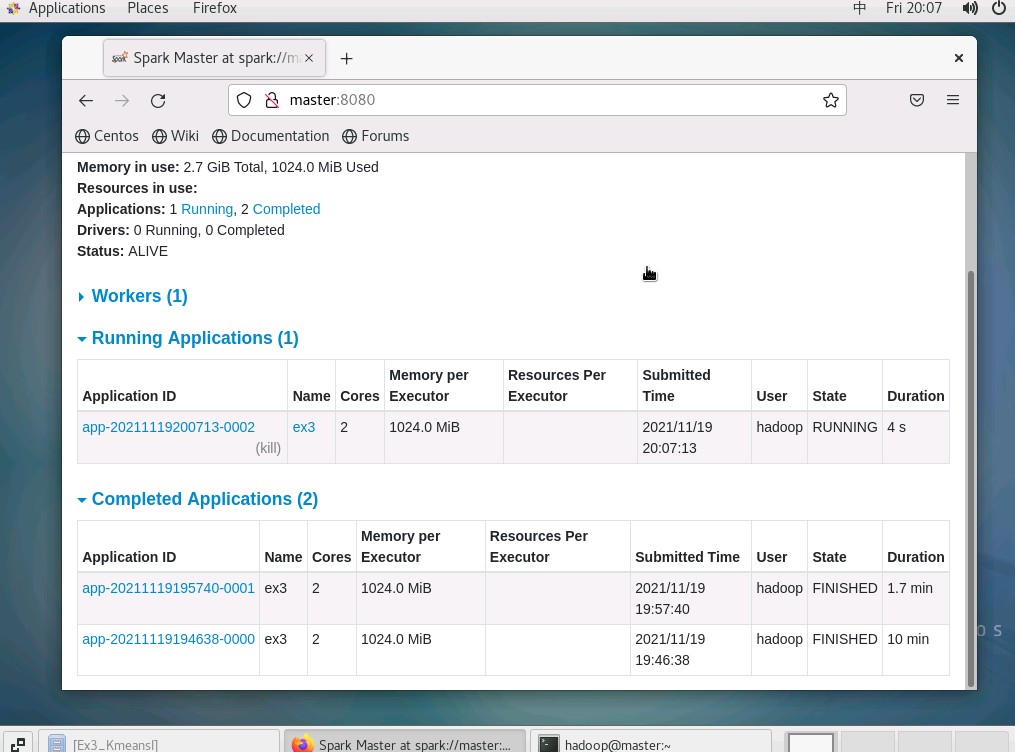 Applications Places Firefox 中 Fri 20:07
Spark Master at spark://m
master:8080
Centos Wiki Documentation Forums
Memory in use: 2.7 GiB Total, 1024.0 MiB Used
Resources in use:
Applications: 1 Running, 2 Completed
Drivers: 0 Running, 0 Completed
Status: ALIVE
Workers (1)
Running Applications (1)
Application ID Name Cores Memory per Executor Resources Per Executor Submitted Time User State Duration
app-20211119200713-0002 (kill) ex3 2 1024.0 MiB 2021/11/19 20:07:13 hadoop RUNNING 4 s
Completed Applications (2)
Application ID Name Cores Memory per Executor Resources Per Executor Submitted Time User State Duration
app-20211119195740-0001 ex3 2 1024.0 MiB 2021/11/19 19:57:40 hadoop FINISHED 1.7 min
app-20211119194638-0000 ex3 2 1024.0 MiB 2021/11/19 19:46:38 hadoop FINISHED 10 min
O S
[Ex3_Kmeansl] Spark Master at spark://master:... hadoop@master:~